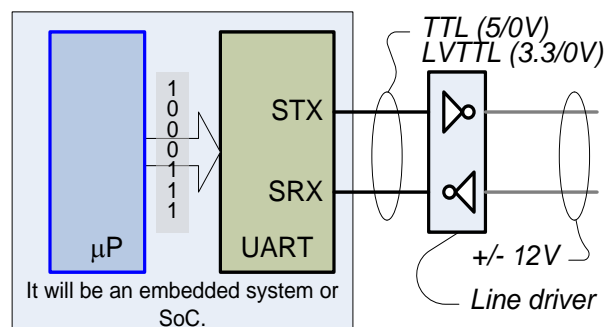 TTL (5/0V)
LVTTL (3.3/0V)
1
0
0
0
1
1
1
STX
SRX
μP
UART
+/- 12V
It will be an embedded system or
SoC.
Line driver